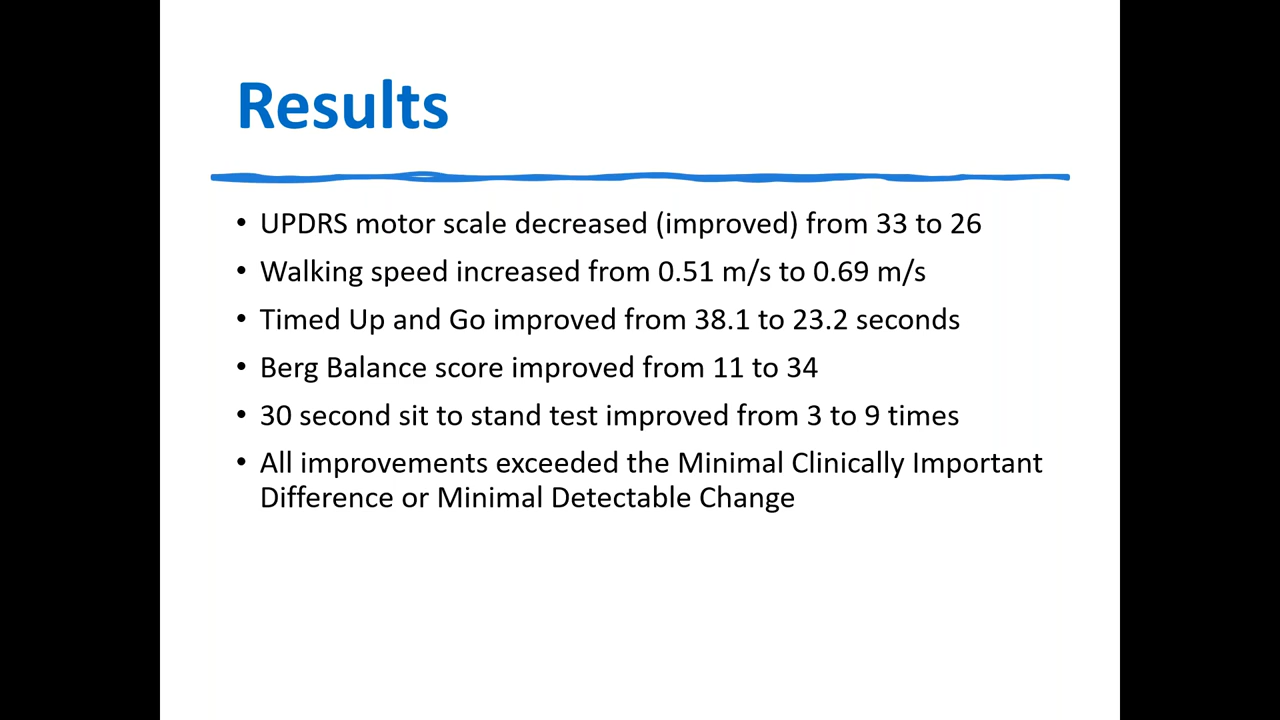 Results
• UPDRS motor scale decreased (improved) from 33 to 26
• Walking speed increased from 0.51 m/s to 0.69 m/s
• Timed Up and Go improved from 38.1 to 23.2 seconds
• Berg Balance score improved from 11 to 34
• 30 second sit to stand test improved from 3 to 9 times
• All improvements exceeded the Minimal Clinically Important
Difference or Minimal Detectable Change